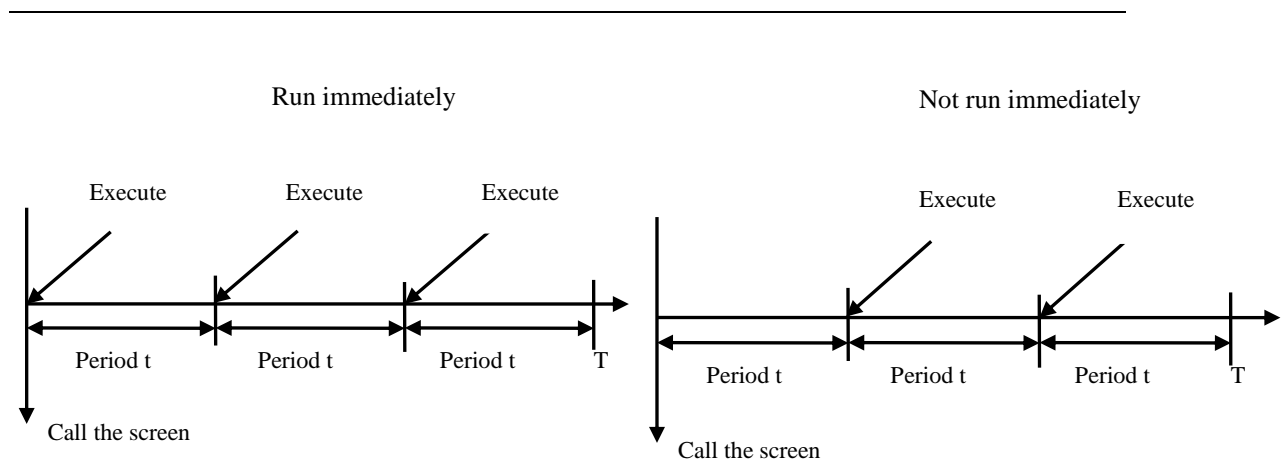 Run immediately
Not run immediately
Execute Execute Execute
Execute Execute
Period t Period t Period t T
Period t Period t Period t T
Call the screen
Call the screen